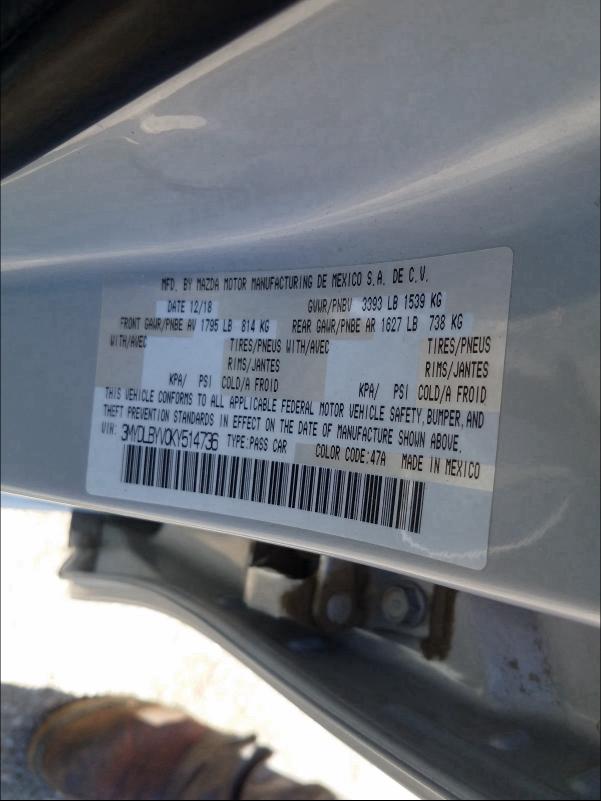 MFD. BY MAZDA MOTOR MANUFACTURING DE MEXICO S.A. DE C.V.
DATE 12/18 GVWR/PNBV 3393 LB 1539 KG
FRONT GAWR/PNBE AV 1795 LB 814 KG REAR GAWR/PNBE AR 1627 LB 738 KG
WITH/AVEC TIRES/PNEUS WITH/AVEC TIRES/PNEUS
RIMS/JANTES RIMS/JANTES
KPA/ PSI COLD/A FROID KPA/ PSI COLD/A FROID
THIS VEHICLE CONFORMS TO ALL APPLICABLE FEDERAL MOTOR VEHICLE SAFETY, BUMPER, AND
THEFT PREVENTION STANDARDS IN EFFECT ON THE DATE OF MANUFACTURE SHOWN ABOVE.
VIN: 3MYDLBYV0KY514736 TYPE:PASS CAR COLOR CODE:47A MADE IN MEXICO